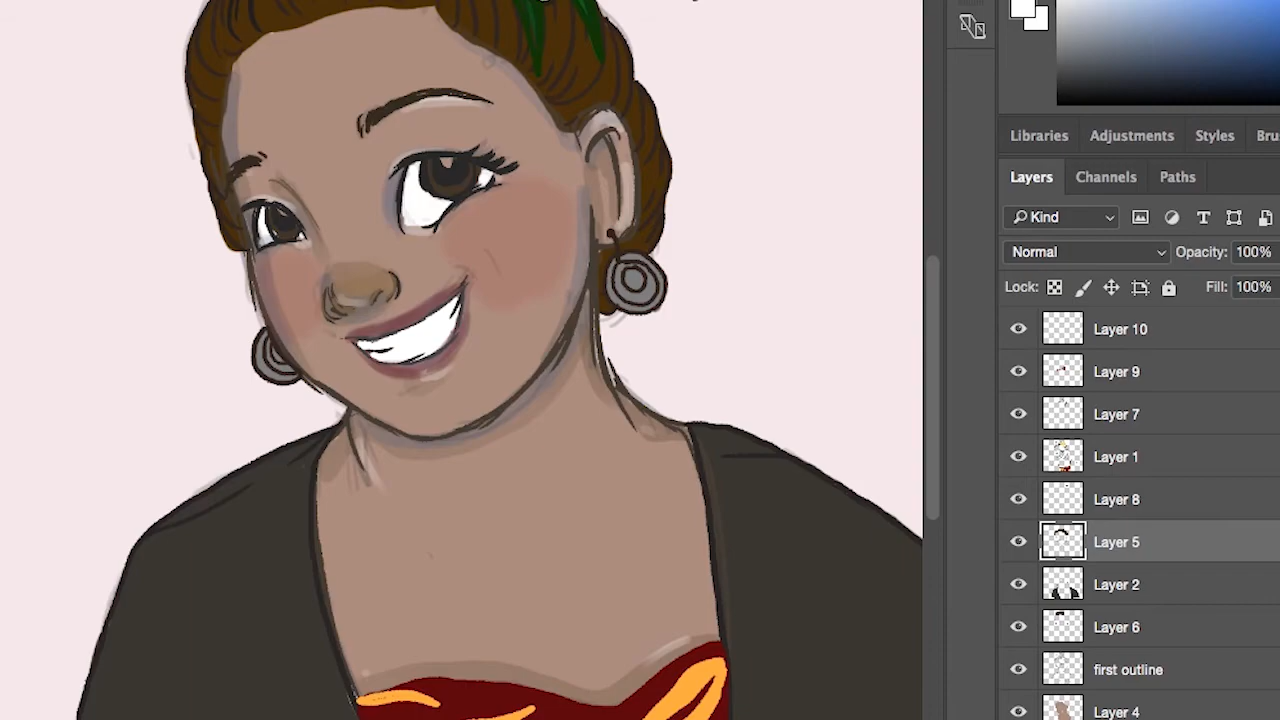 Libraries Adjustments Styles Bru
Layers Channels Paths
Kind
Normal Opacity: 100%
Lock: Fill: 100%
Layer 10
Layer 9
Layer 7
Layer 1
Layer 8
Layer 5
Layer 2
Layer 6
first outline
Layer 4